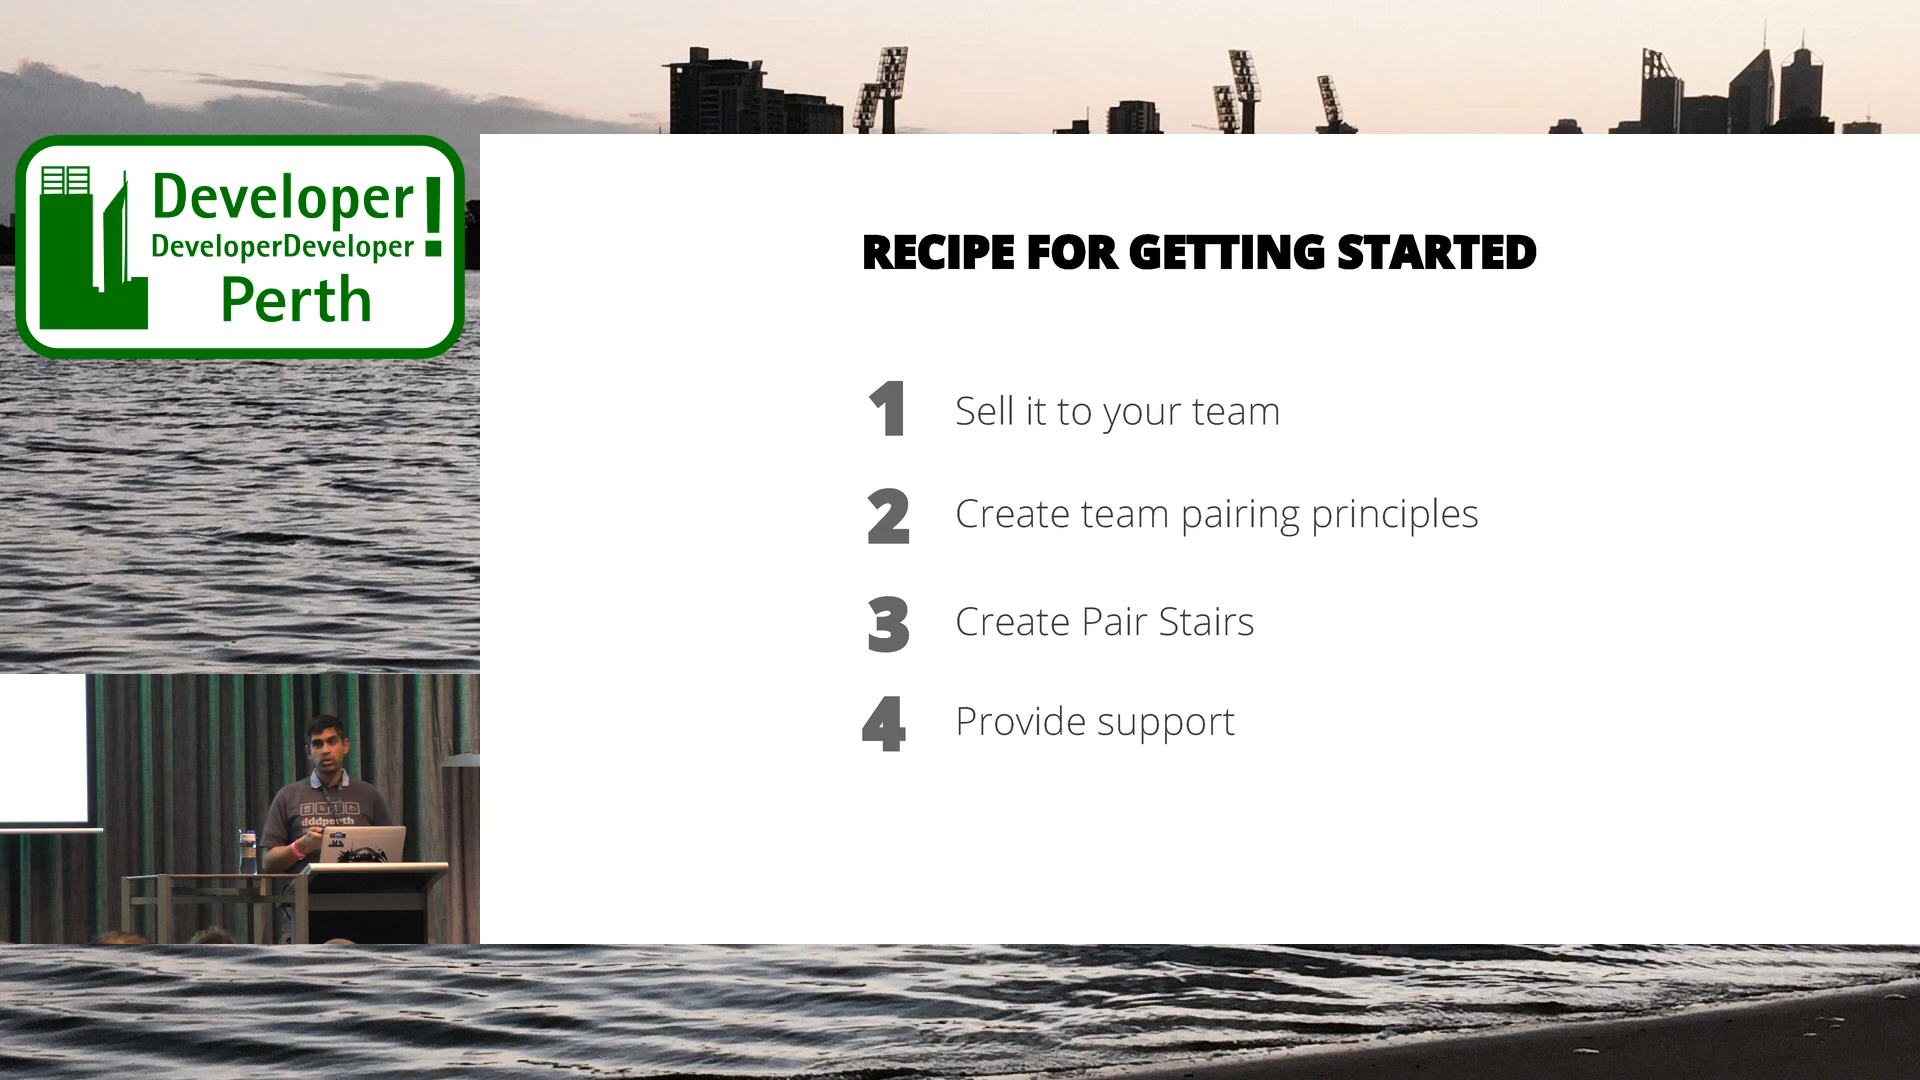 Developer!
DeveloperDeveloper
Perth
RECIPE FOR GETTING STARTED
1 Sell it to your team
2 Create team pairing principles
3 Create Pair Stairs
4 Provide support
dddperth